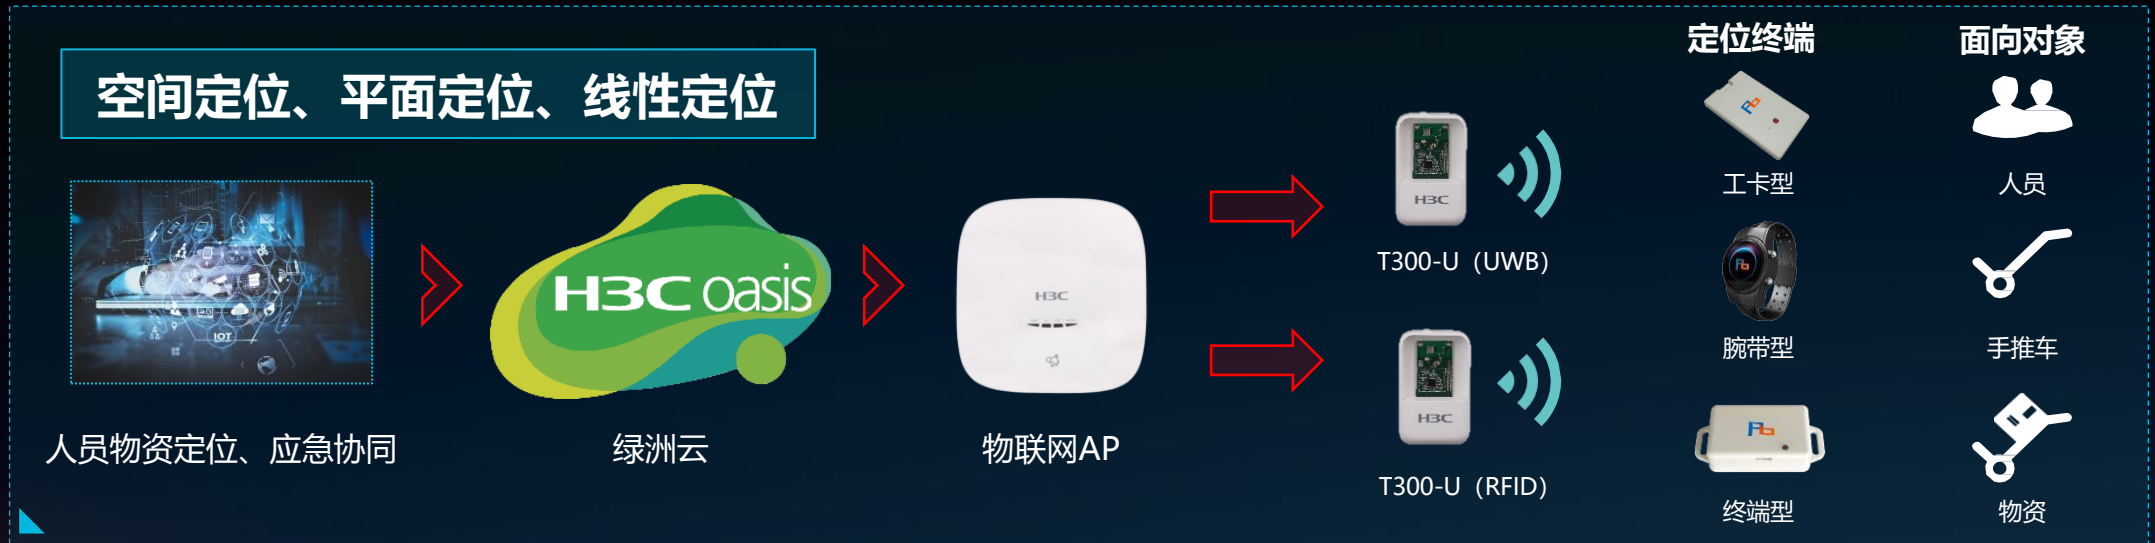 空间定位、平面定位、线性定位
IOT
人员物资定位、应急协同
H3C oasis
绿洲云
H3C
物联网AP
H3C
T300-U（UWB）
H3C
T300-U（RFID）
定位终端
工卡型
腕带型
终端型
面向对象
人员
手推车
物资